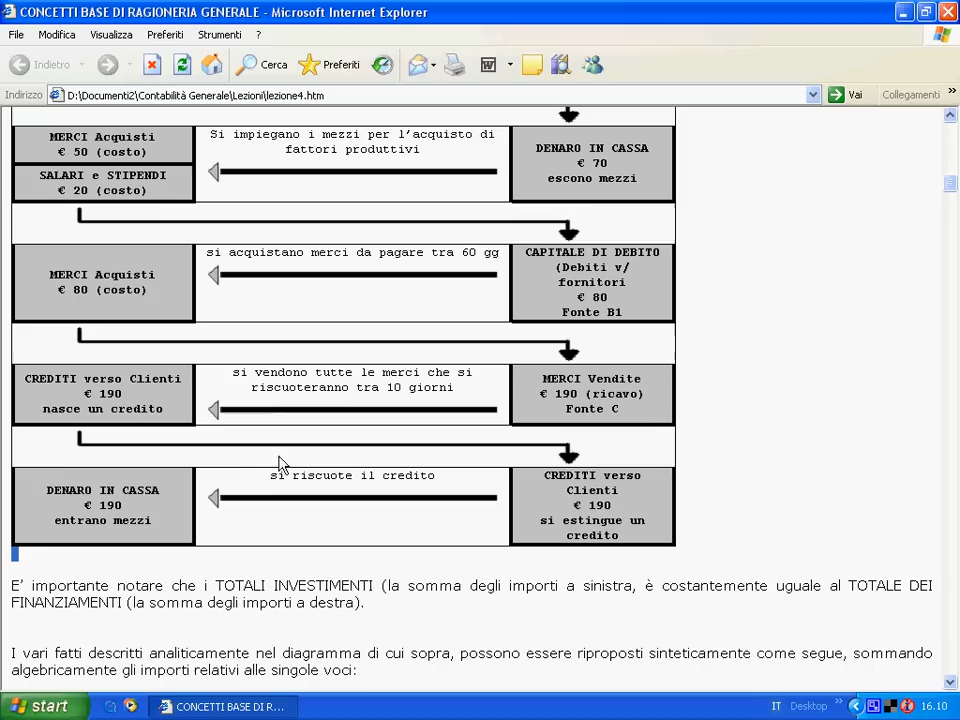 CONCETTI BASE DI RAGIONERIA GENERALE - Microsoft Internet Explorer
File Modifica Visualizza Preferiti Strumenti ?
Indietro Cerca Preferiti
Indirizzo D:\Documenti2\Contabilità Generale\Lezioni\lezione4.htm Vai Collegamenti »
MERCI Acquisti
€ 50 (costo)
SALARI e STIPENDI
€ 20 (costo)
Si impiegano i mezzi per l'acquisto di
fattori produttivi
DENARO IN CASSA
€ 70
escono mezzi
MERCI Acquisti
€ 80 (costo)
si acquistano merci da pagare tra 60 gg
CAPITALE DI DEBITO
(Debiti v/
fornitori
€ 80
Fonte B1
CREDITI verso Clienti
€ 190
nasce un credito
si vendono tutte le merci che si
riscuoteranno tra 10 giorni
MERCI Vendite
€ 190 (ricavo)
Fonte C
DENARO IN CASSA
€ 190
entrano mezzi
si riscuote il credito
CREDITI verso
Clienti
€ 190
si estingue un
credito
E' importante notare che i TOTALI INVESTIMENTI (la somma degli importi a sinistra, è costantemente uguale al TOTALE DEI
FINANZIAMENTI (la somma degli importi a destra).
I vari fatti descritti analiticamente nel diagramma di cui sopra, possono essere riproposti sinteticamente come segue, sommando
algebricamente gli importi relativi alle singole voci:
start CONCETTI BASE DI R... IT Desktop » 16.10